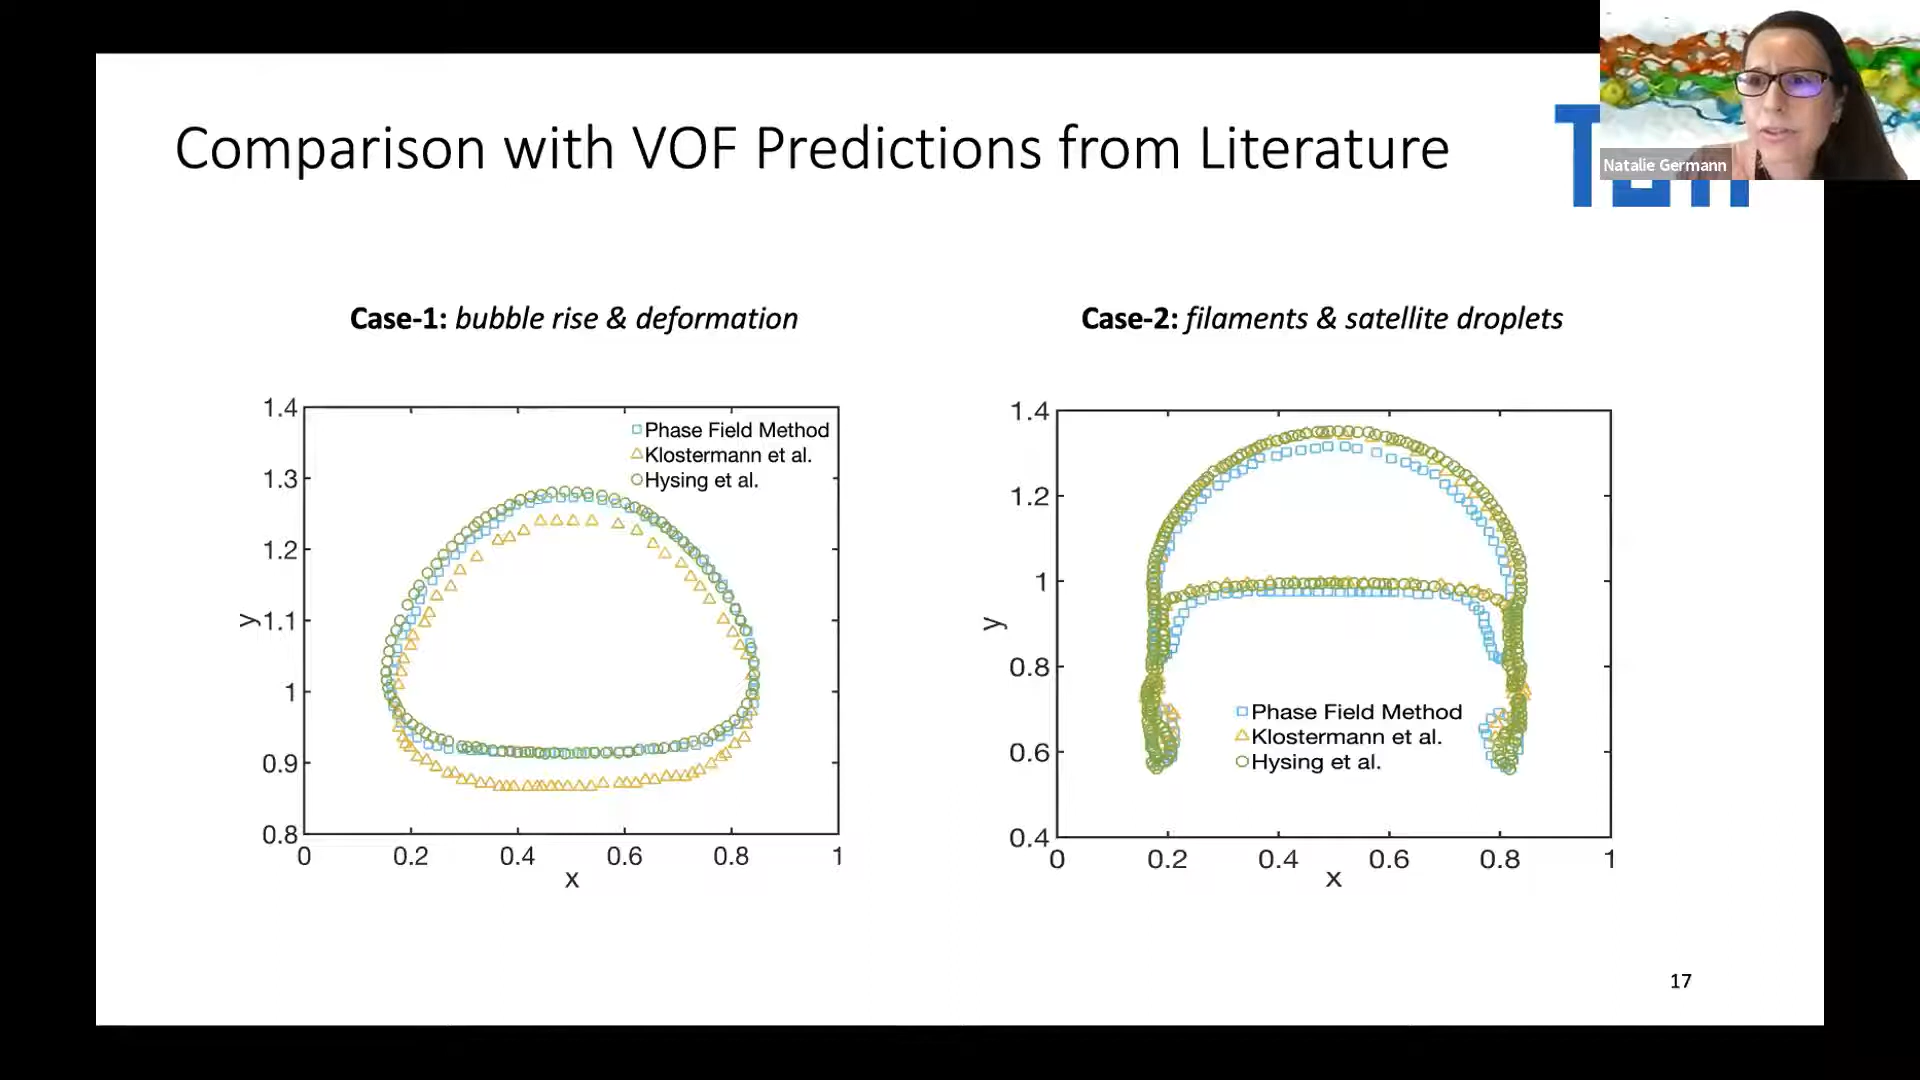 Comparison with VOF Predictions from Literature
Natalie Germann
Case-1: bubble rise & deformation
Case-2: filaments & satellite droplets
1.4
1.3
1.2
1.1
1
0.9
0.8
y
0
0.2
0.4
0.6
0.8
1
x
Phase Field Method
Klostermann et al.
Hysing et al.
1.4
1.2
1
0.8
0.6
0.4
y
0
0.2
0.4
0.6
0.8
1
x
Phase Field Method
Klostermann et al.
Hysing et al.
17